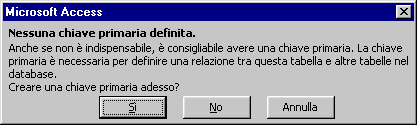 Microsoft Access
Nessuna chiave primaria definita.
Anche se non è indispensabile, è consigliabile avere una chiave primaria. La chiave
primaria è necessaria per definire una relazione tra questa tabella e altre tabelle nel
database.
Creare una chiave primaria adesso?
Sì No Annulla